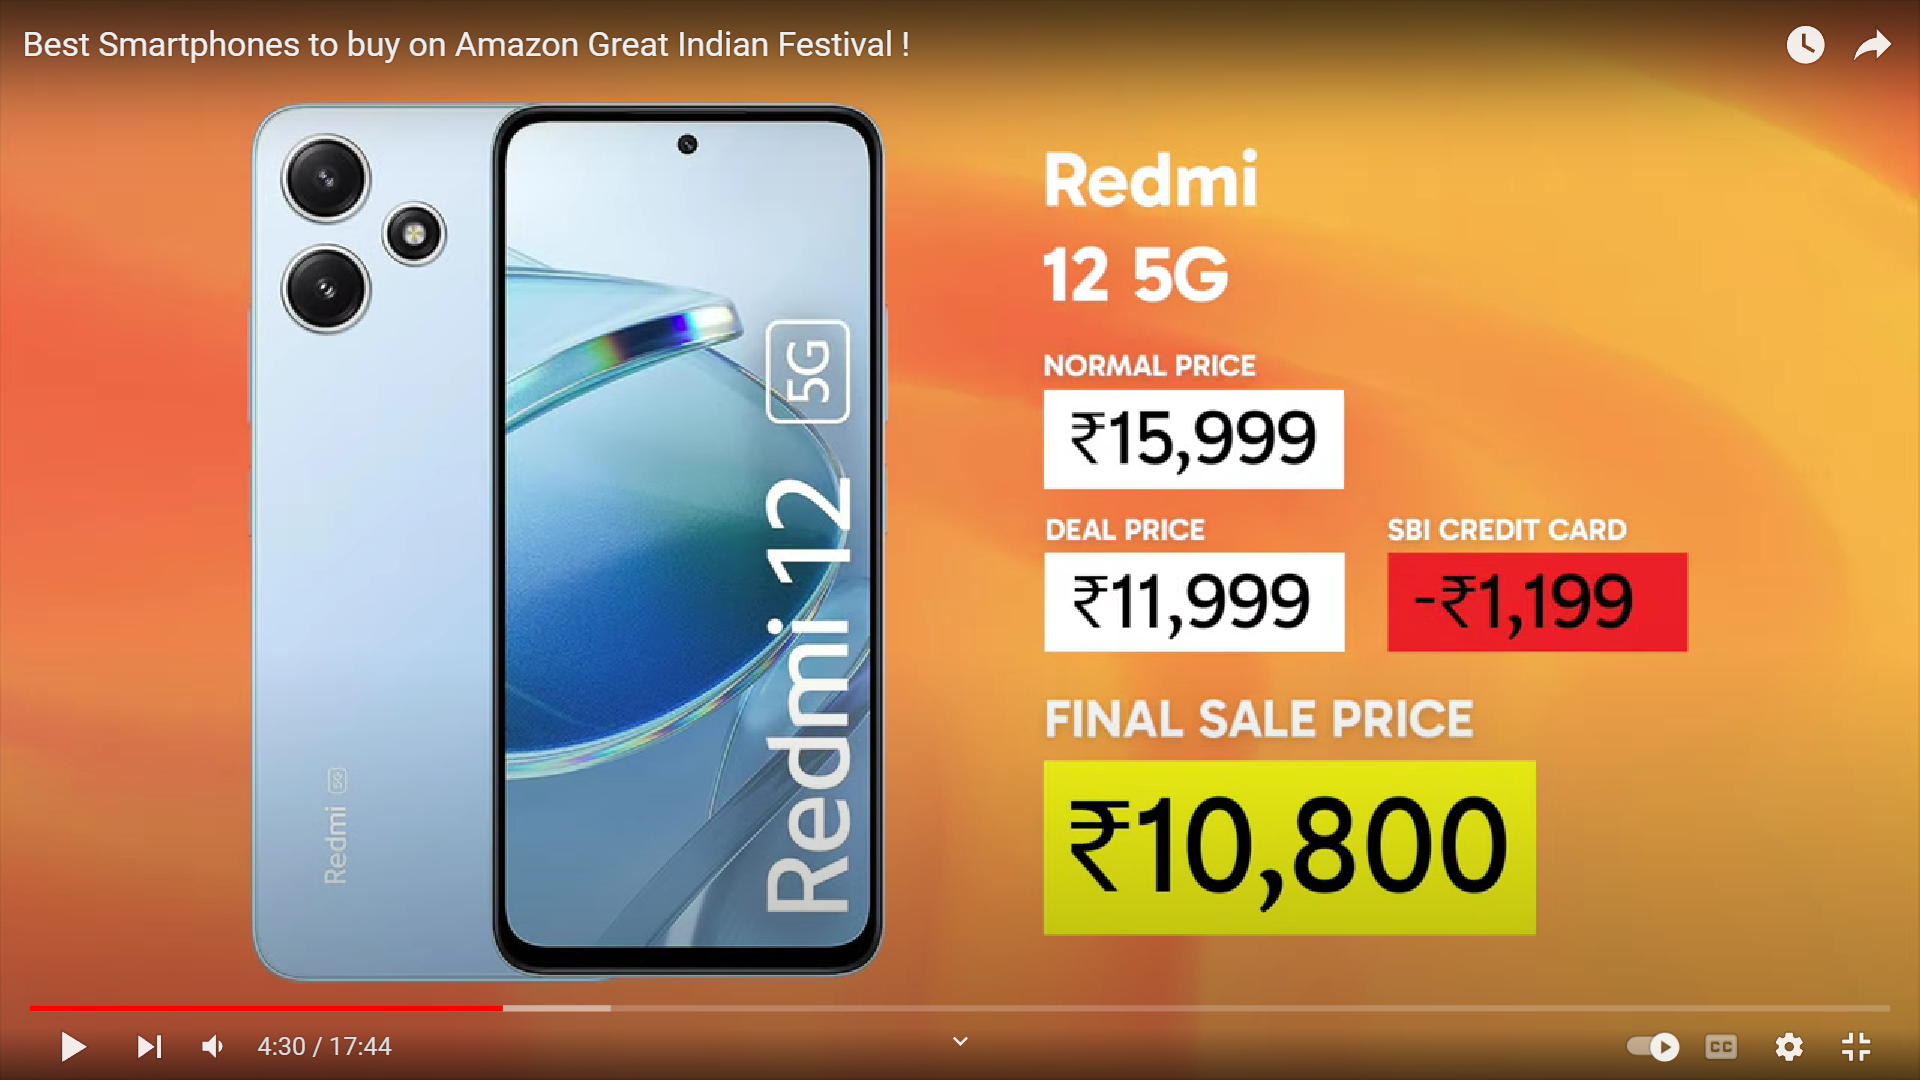 Best Smartphones to buy on Amazon Great Indian Festival !
Redmi 5G
Redmi 12 5G
Redmi
12 5G
NORMAL PRICE
₹15,999
DEAL PRICE
₹11,999
SBI CREDIT CARD
-₹1,199
FINAL SALE PRICE
₹10,800
4:30 / 17:44
CC